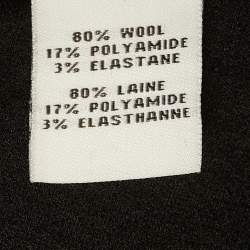 80% WOOL
17% POLYAMIDE
3% ELASTANE
80% LAINE
17% POLYAMIDE
3% ELASTHANNE